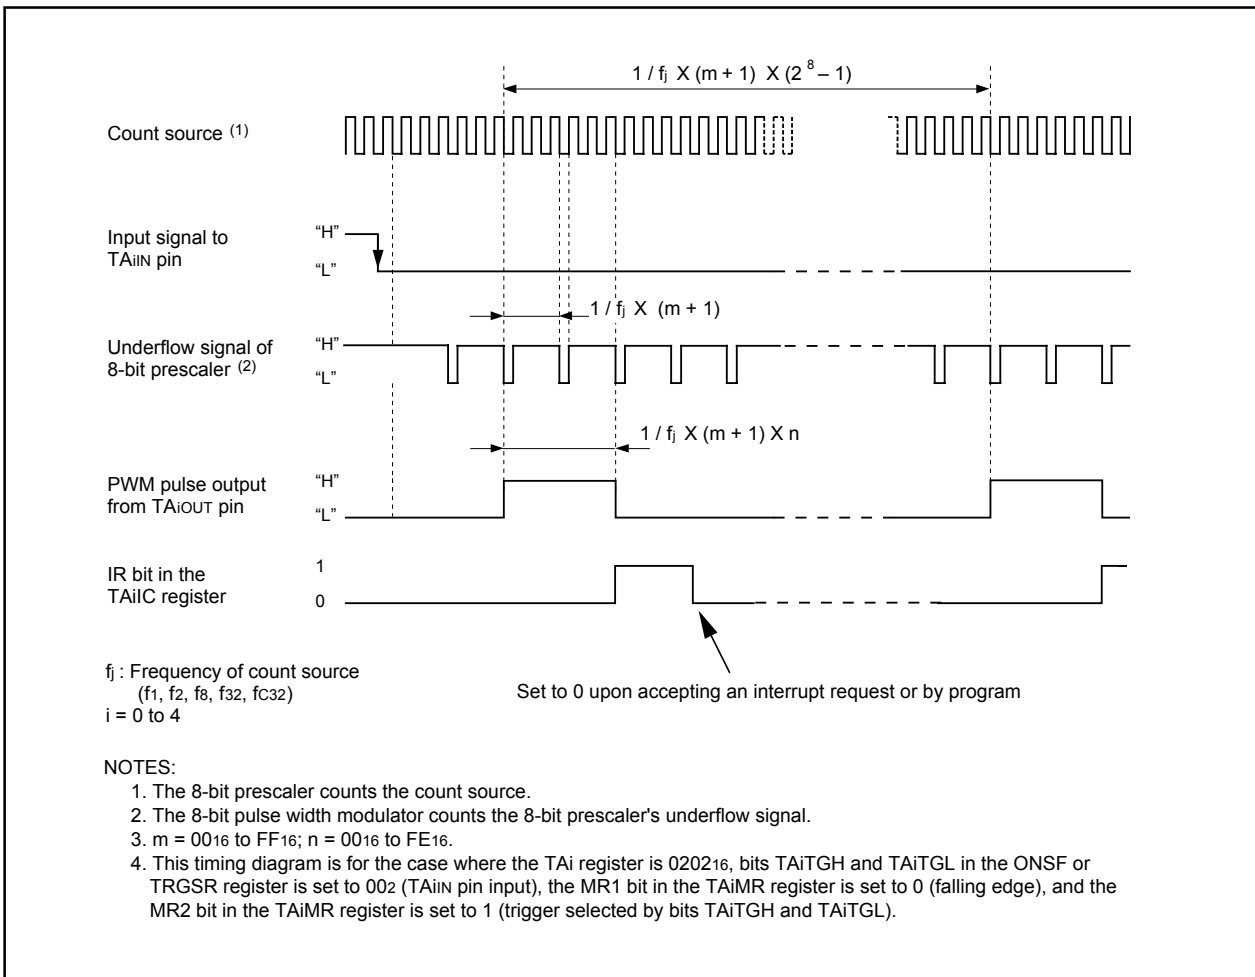 1 / fj X (m + 1) X (2^8 – 1)
Count source (1)
Input signal to
TAiIN pin
“H”
“L”
1 / fj X (m + 1)
Underflow signal of
8-bit prescaler (2)
“H”
“L”
1 / fj X (m + 1) X n
PWM pulse output
from TAiOUT pin
“H”
“L”
IR bit in the
TAiIC register
1
0
fj : Frequency of count source
(f1, f2, f8, f32, fC32)
i = 0 to 4
Set to 0 upon accepting an interrupt request or by program
NOTES:
1. The 8-bit prescaler counts the count source.
2. The 8-bit pulse width modulator counts the 8-bit prescaler's underflow signal.
3. m = 0016 to FF16; n = 0016 to FE16.
4. This timing diagram is for the case where the TAi register is 020216, bits TAiTGH and TAiTGL in the ONSF or
TRGSR register is set to 002 (TAiIN pin input), the MR1 bit in the TAiMR register is set to 0 (falling edge), and the
MR2 bit in the TAiMR register is set to 1 (trigger selected by bits TAiTGH and TAiTGL).